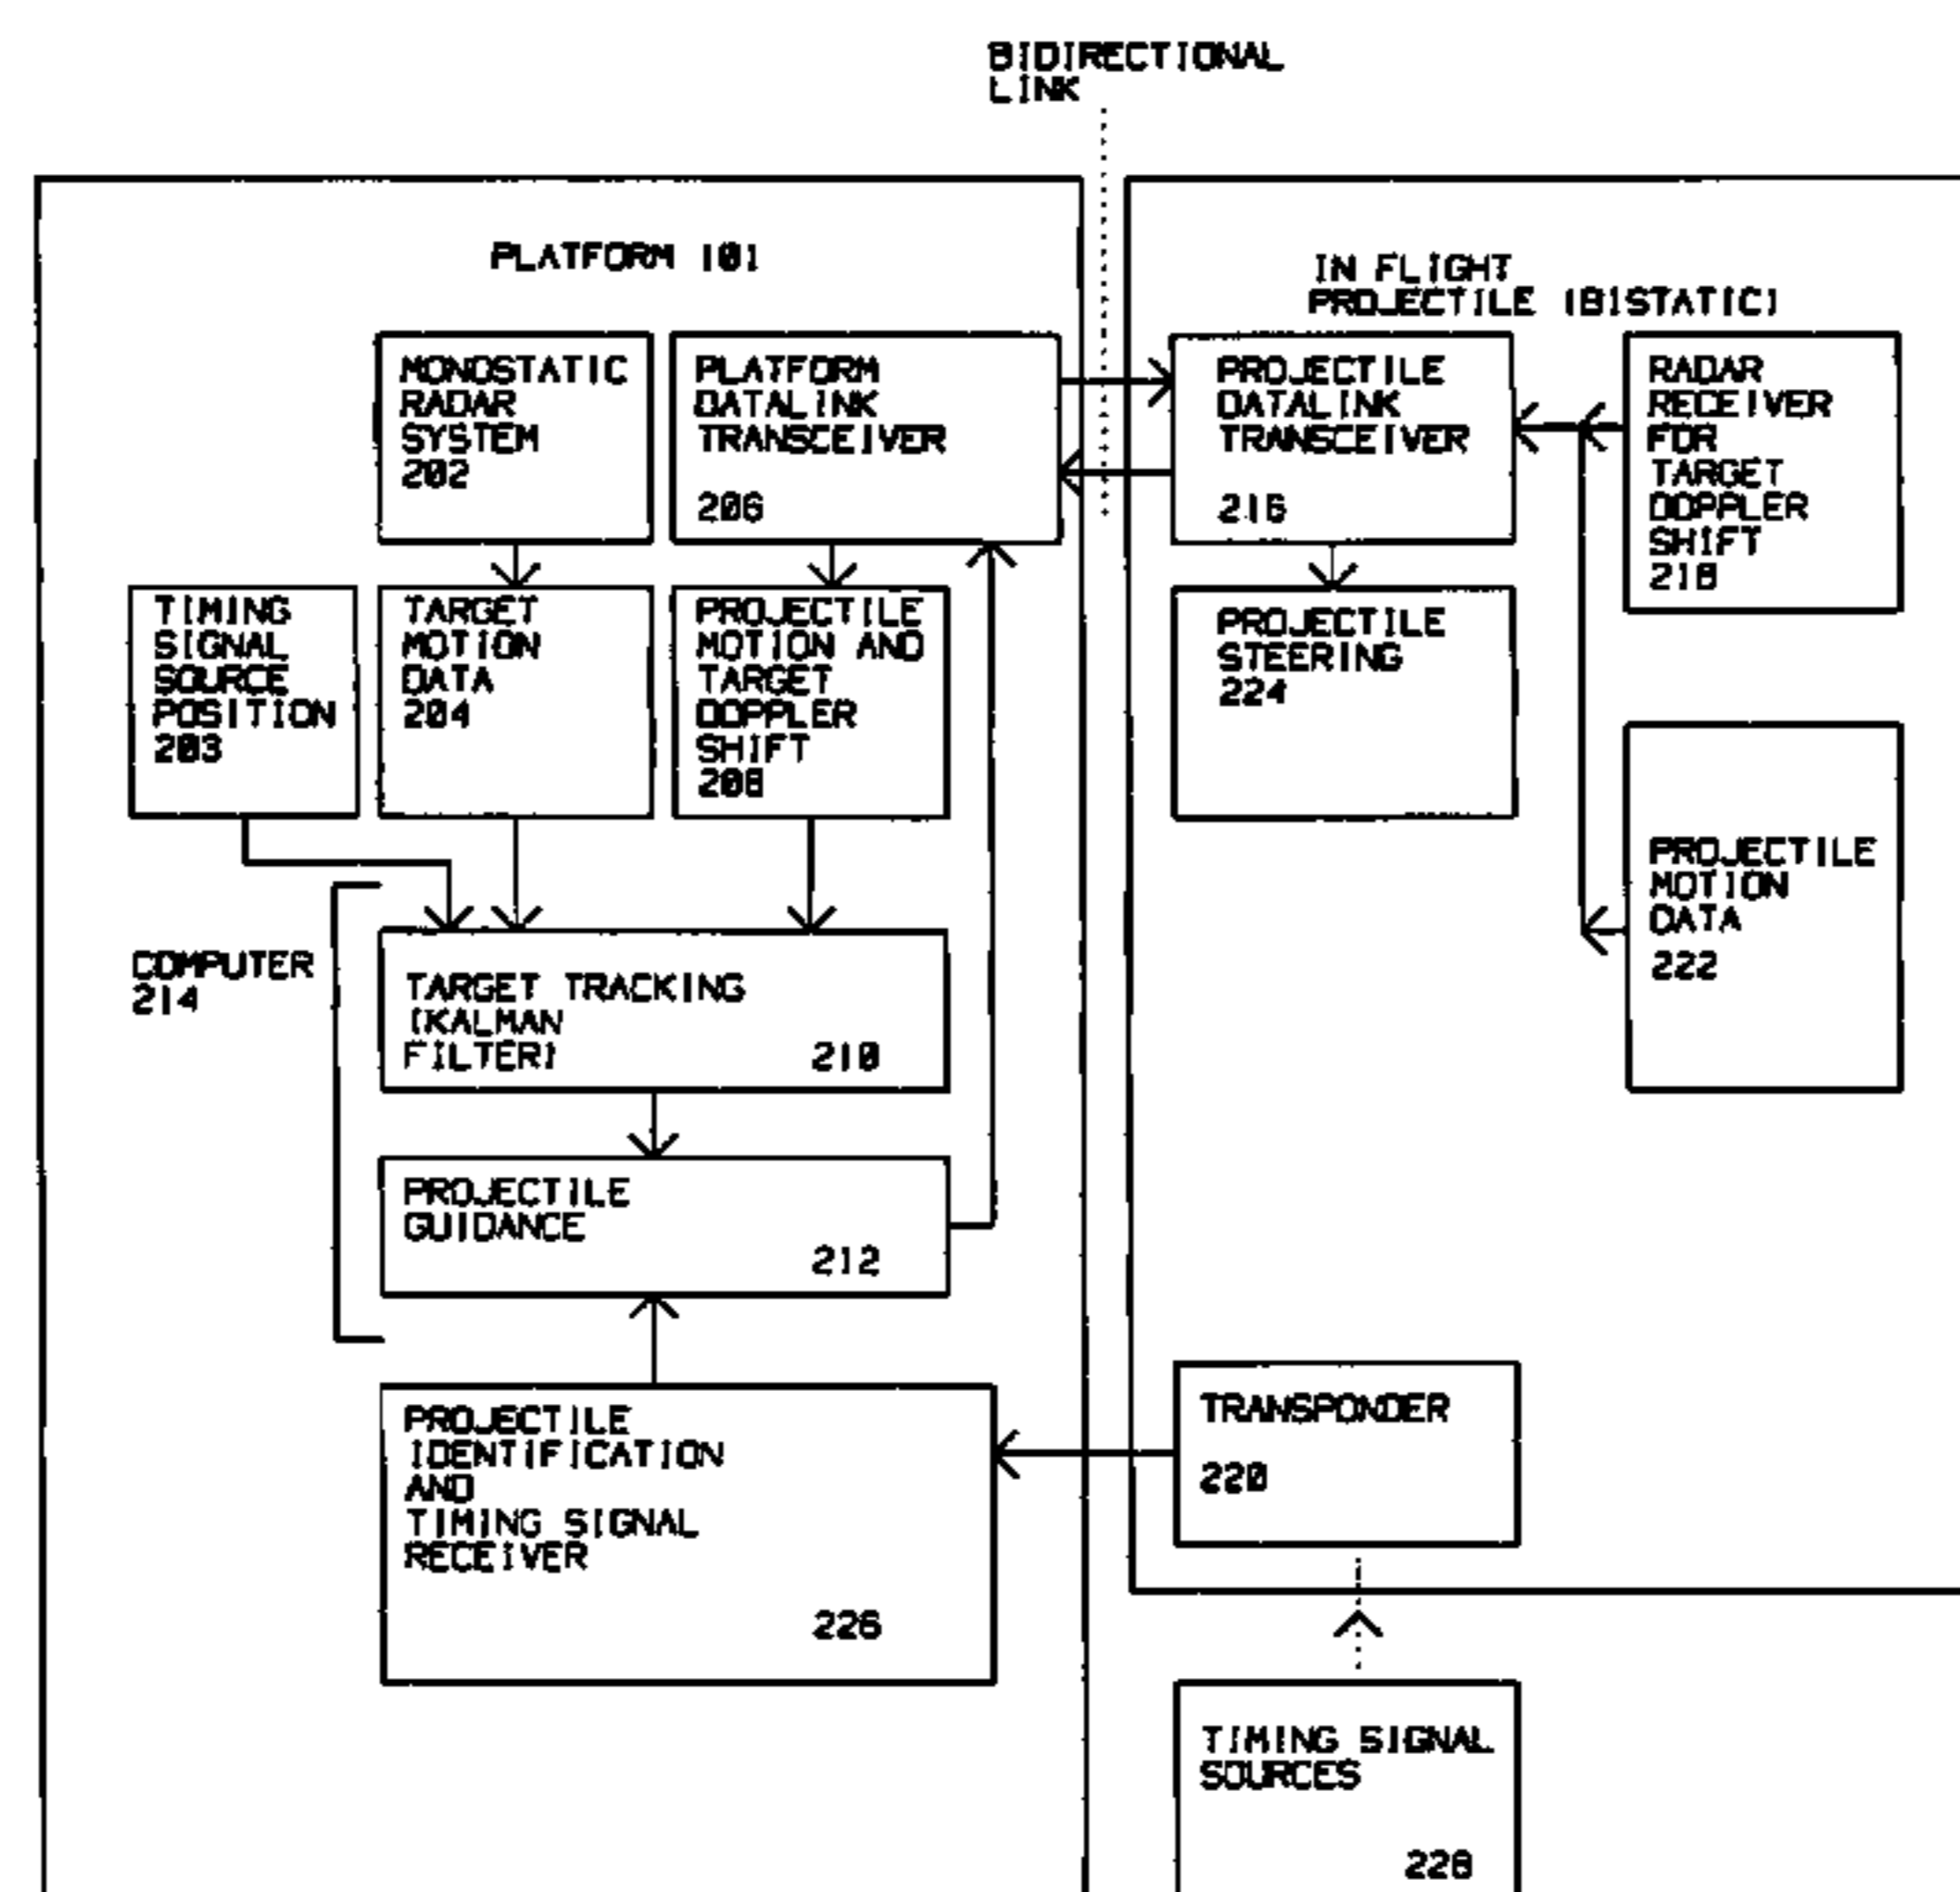 BIDIRECTIONAL
LINK
PLATFORM 101
IN FLIGHT
PROJECTILE (BISTATIC)
MONOSTATIC
RADAR
SYSTEM
202
PLATFORM
DATALINK
TRANSCEIVER
206
PROJECTILE
DATALINK
TRANSCEIVER
216
RADAR
RECEIVER
FOR
TARGET
DOPPLER
SHIFT
218
TIMING
SIGNAL
SOURCE
POSITION
203
TARGET
MOTION
DATA
204
PROJECTILE
MOTION AND
TARGET
DOPPLER
SHIFT
208
PROJECTILE
STEERING
224
PROJECTILE
MOTION
DATA
222
COMPUTER
214
TARGET TRACKING
(KALMAN
FILTER)
210
PROJECTILE
GUIDANCE
212
PROJECTILE
IDENTIFICATION
AND
TIMING SIGNAL
RECEIVER
226
TRANSPONDER
220
TIMING SIGNAL
SOURCES
228